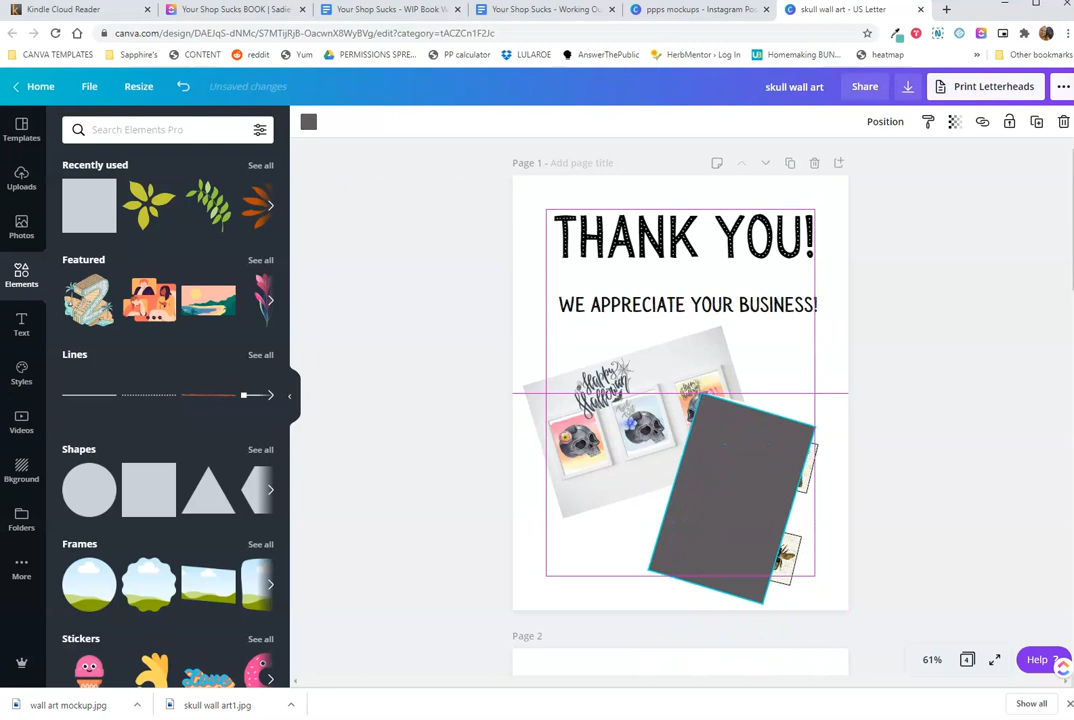 Kindle Cloud Reader
Your Shop Sucks BOOK | Sadie
Your Shop Sucks - WIP Book W
Your Shop Sucks - Working Ou
ppps mockups - Instagram Pos
skull wall art - US Letter
canva.com/design/DAEJqS-dNMc/S7MTijRjB-OacwnX8WyBVg/edit?category=tACZCn1F2Jc
CANVA TEMPLATES
Sapphire's
CONTENT
reddit
Yum
PERMISSIONS SPRE...
PP calculator
LULAROE
AnswerThePublic
HerbMentor › Log In
Homemaking BUN...
heatmap
»
Other bookmarks
Home
File
Resize
Unsaved changes
skull wall art
Share
Print Letterheads
Templates
Uploads
Photos
Elements
Text
Styles
Videos
Bkground
Folders
More
Search Elements Pro
Recently used
See all
Featured
See all
Lines
See all
Shapes
See all
Frames
See all
Stickers
See all
Love
Position
Page 1 - Add page title
THANK YOU!
WE APPRECIATE YOUR BUSINESS!
Happy
Halloween
Page 2
61%
4
Help ?
wall art mockup.jpg
skull wall art1.jpg
Show all